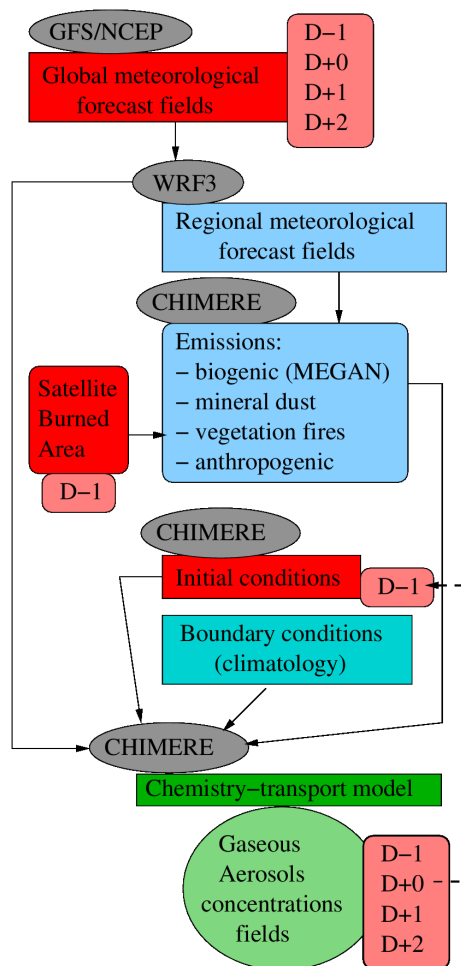 GFS/NCEP
Global meteorological
forecast fields
D−1
D+0
D+1
D+2
WRF3
Regional meteorological
forecast fields
CHIMERE
Emissions:
− biogenic (MEGAN)
− mineral dust
− vegetation fires
− anthropogenic
Satellite
Burned
Area
D−1
CHIMERE
Initial conditions
D−1
Boundary conditions
(climatology)
CHIMERE
Chemistry−transport model
Gaseous
Aerosols
concentrations
fields
D−1
D+0
D+1
D+2